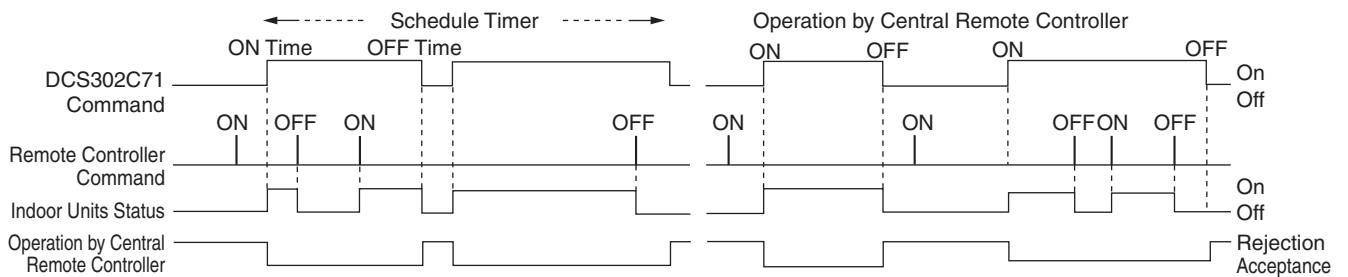 Schedule Timer
Operation by Central Remote Controller
ON Time
OFF Time
ON
OFF
ON
OFF
DCS302C71
Command
On
Off
ON
OFF
ON
OFF
ON
ON
OFF
ON
OFF
Remote Controller
Command
Indoor Units Status
On
Off
Operation by Central
Remote Controller
Rejection
Acceptance